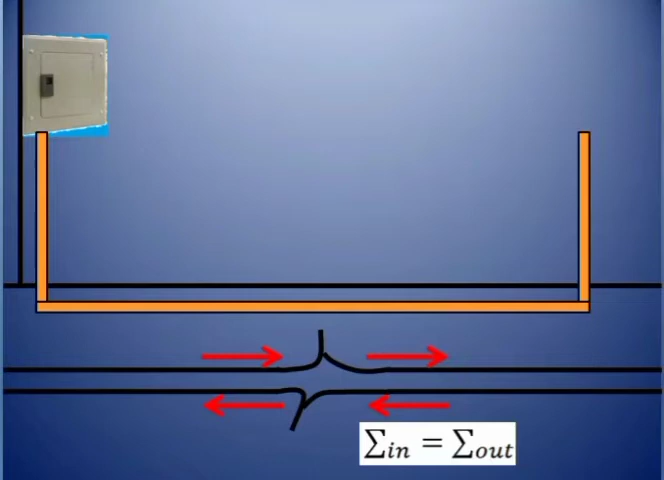 ∑in = ∑out